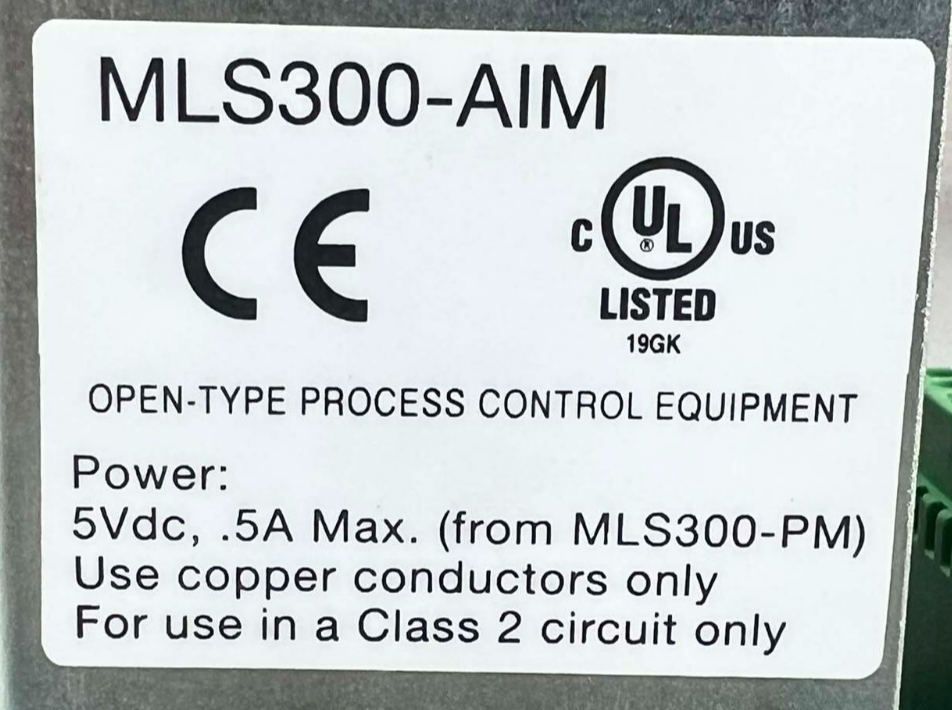 MLS300-AIM
CE
C UL® US
LISTED
19GK
OPEN-TYPE PROCESS CONTROL EQUIPMENT
Power:
5Vdc, .5A Max. (from MLS300-PM)
Use copper conductors only
For use in a Class 2 circuit only